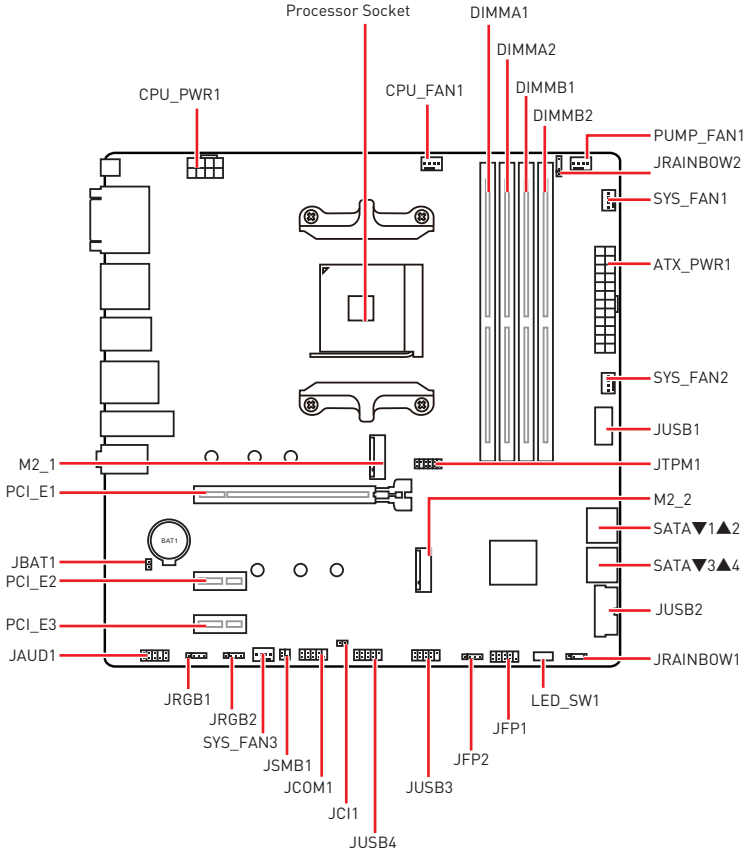 Processor Socket
DIMMA1
DIMMA2
CPU_FAN1
DIMMB1
CPU_PWR1
DIMMB2
PUMP_FAN1
JRAINBOW2
SYS_FAN1
ATX_PWR1
SYS_FAN2
JUSB1
M2_1
JTPM1
PCI_E1
M2_2
SATA▼1▲2
BAT1
JBAT1
SATA▼3▲4
PCI_E2
JUSB2
PCI_E3
JAUD1
JRAINBOW1
JRGB1
LED_SW1
JRGB2
JFP1
SYS_FAN3
JFP2
JSMB1
JCOM1
JUSB3
JCI1
JUSB4